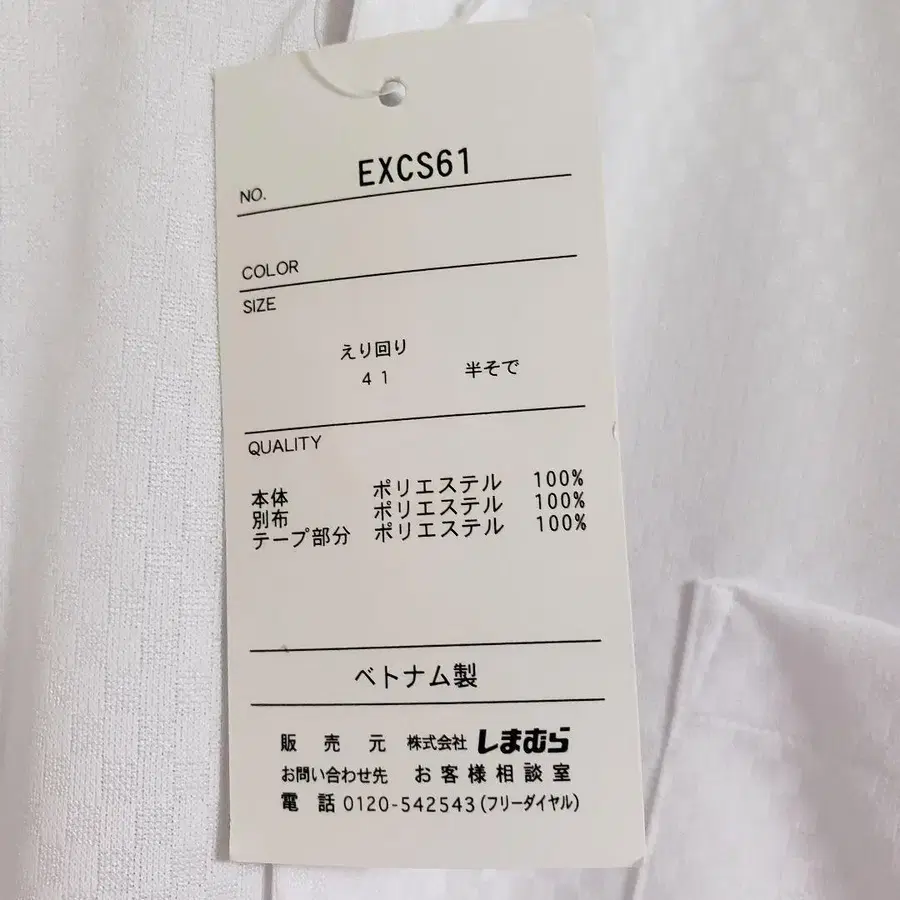 NO. EXCS61
COLOR
SIZE
えり回り
41 半そで
QUALITY
本体 ポリエステル 100%
別布 ポリエステル 100%
テープ部分 ポリエステル 100%
ベトナム製
販売元 株式会社 しまむら
お問い合わせ先 お客様相談室
電話 0120-542543(フリーダイヤル)